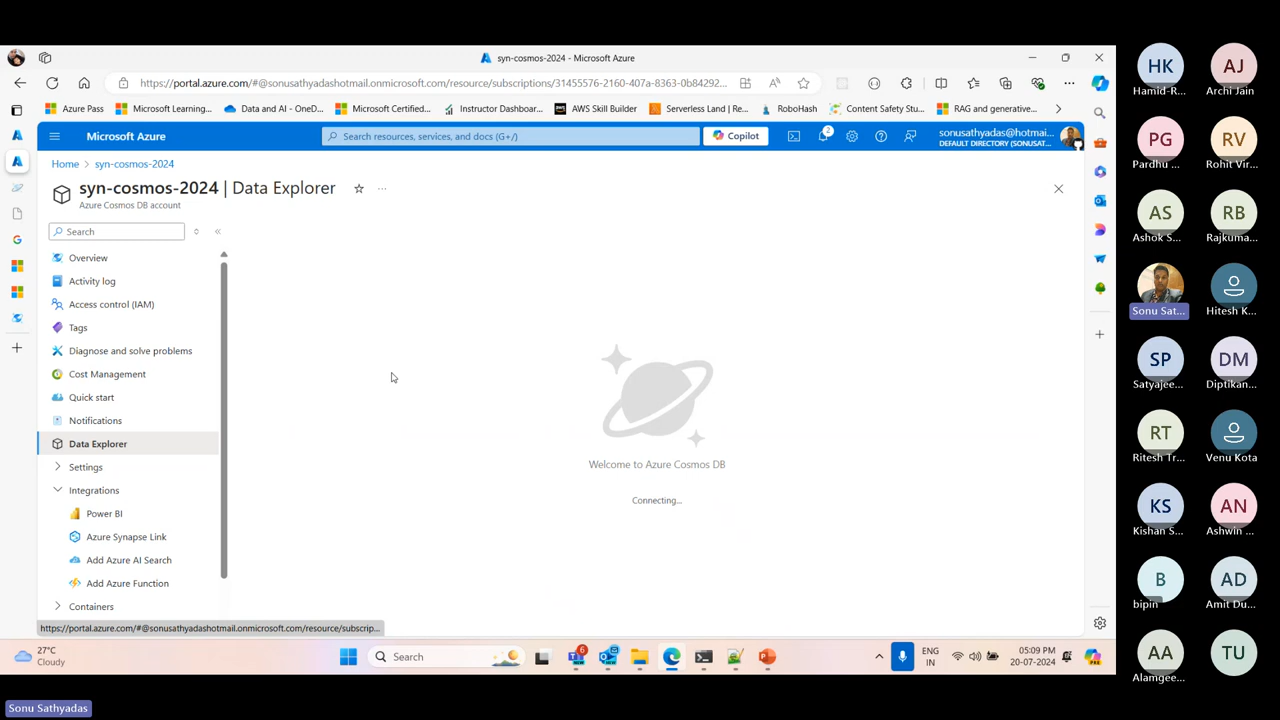 syn-cosmos-2024 - Microsoft Azure
https://portal.azure.com/#@sonusathyadashotmail.onmicrosoft.com/resource/subscriptions/31455576-2160-407a-8363-0b84292...
Azure Pass
Microsoft Learning...
Data and AI - OneD...
Microsoft Certified...
Instructor Dashboar...
AWS Skill Builder
Serverless Land | Re...
RoboHash
Content Safety Stu...
RAG and generative...
Microsoft Azure
Search resources, services, and docs (G+/)
Copilot
2
sonusathyadas@hotmai...
DEFAULT DIRECTORY (SONUSAT...
Home > syn-cosmos-2024
syn-cosmos-2024 | Data Explorer
Azure Cosmos DB account
Search
Overview
Activity log
Access control (IAM)
Tags
Diagnose and solve problems
Cost Management
Quick start
Notifications
Data Explorer
Settings
Integrations
Power BI
Azure Synapse Link
Add Azure AI Search
Add Azure Function
Containers
Welcome to Azure Cosmos DB
Connecting...
https://portal.azure.com/#@sonusathyadashotmail.onmicrosoft.com/resource/subscrip...
27°C
Cloudy
Search
6
ENG
IN
05:09 PM
20-07-2024
HK
Hamid-R...
AJ
Archi Jain
PG
Pardhu ...
RV
Rohit Vir...
AS
Ashok S...
RB
Rajkuma...
Sonu Sat...
Hitesh K...
SP
Satyajee...
DM
Diptikan...
RT
Ritesh Tr...
Venu Kota
KS
Kishan S...
AN
Ashwin ...
B
bipin
AD
Amit Du...
AA
Alamgee...
TU
Sonu Sathyadas